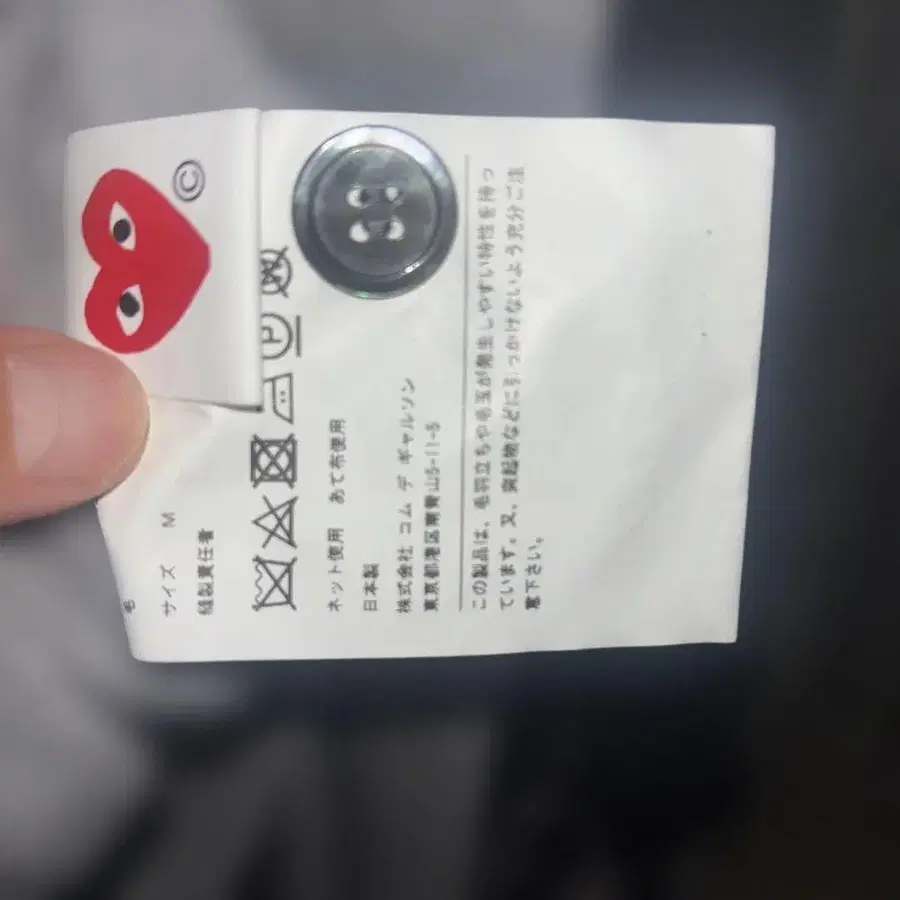 ©
毛
サイズ M
縫製責任者
P
W
ネット使用 あて布使用
日本製
株式会社 コム デ ギャルソン
東京都港区南青山5-11-5
この製品は、毛羽立ちや毛玉が発生しやすい特性を持っ
ています。又、突起物などに引っかけないよう充分ご注
意下さい。